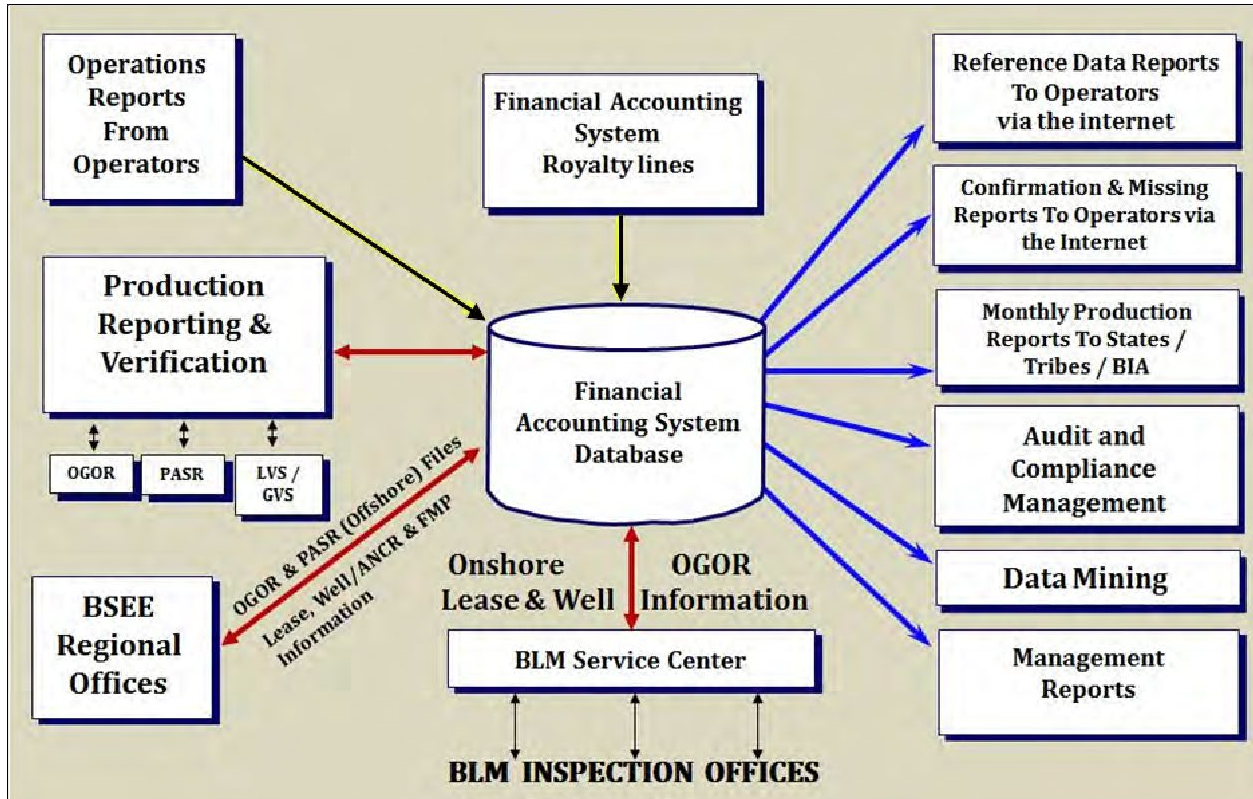 Operations
Reports
From
Operators
Financial Accounting
System
Royalty lines
Reference Data Reports
To Operators
via the internet
Confirmation & Missing
Reports To Operators via
the Internet
Production
Reporting &
Verification
Monthly Production
Reports To States /
Tribes / BIA
Financial
Accounting System
Database
Audit and
Compliance
Management
OGOR
PASR
LVS /
GVS
OGOR & PASR (Offshore) Files
Lease, Well/ANCR & FMP
Information
Onshore
Lease & Well
OGOR
Information
Data Mining
BSEE
Regional
Offices
BLM Service Center
Management
Reports
BLM INSPECTION OFFICES